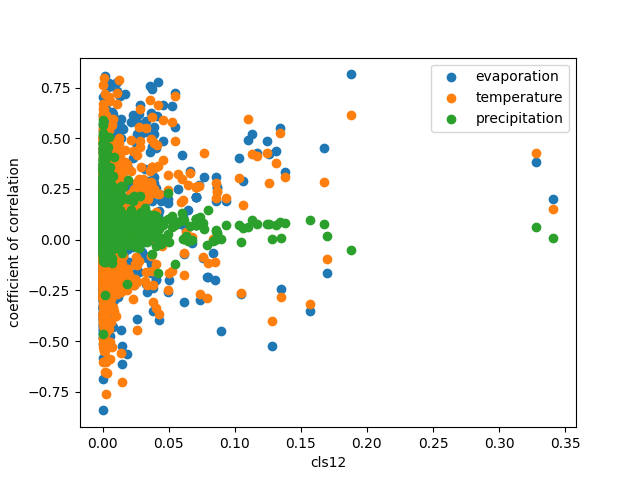 evaporation
temperature
precipitation
0.75
0.50
0.25
0.00
−0.25
−0.50
−0.75
coefficient of correlation
0.00 0.05 0.10 0.15 0.20 0.25 0.30 0.35
cls12